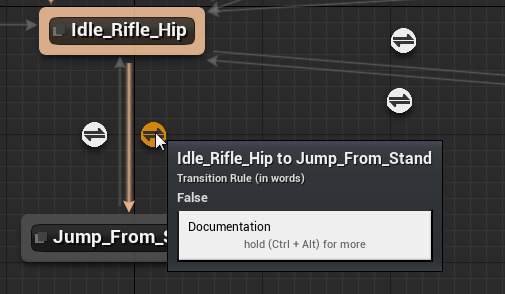 Idle_Rifle_Hip
Idle_Rifle_Hip to Jump_From_Stand
Transition Rule (in words)
False
Documentation
hold (Ctrl + Alt) for more
Jump_From_S